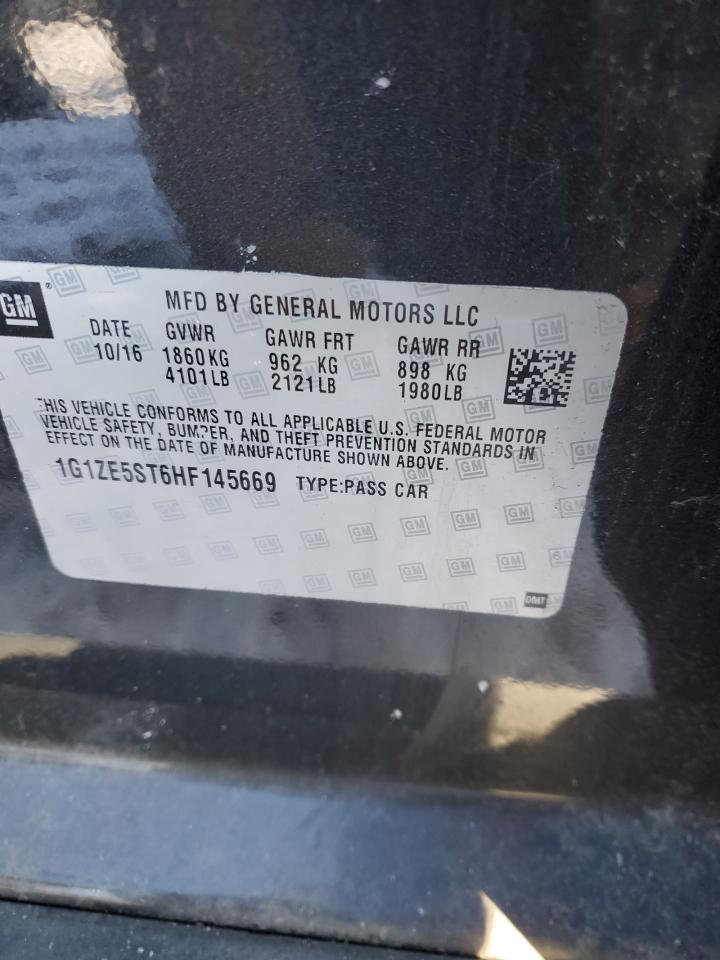 GM ®
MFD BY GENERAL MOTORS LLC
DATE GVWR GAWR FRT GAWR RR
10/16 1860KG 962 KG 898 KG
4101LB 2121LB 1980LB
THIS VEHICLE CONFORMS TO ALL APPLICABLE U.S. FEDERAL MOTOR
VEHICLE SAFETY, BUMPER, AND THEFT PREVENTION STANDARDS IN
EFFECT ON THE DATE OF MANUFACTURE SHOWN ABOVE.
1G1ZE5ST6HF145669 TYPE:PASS CAR